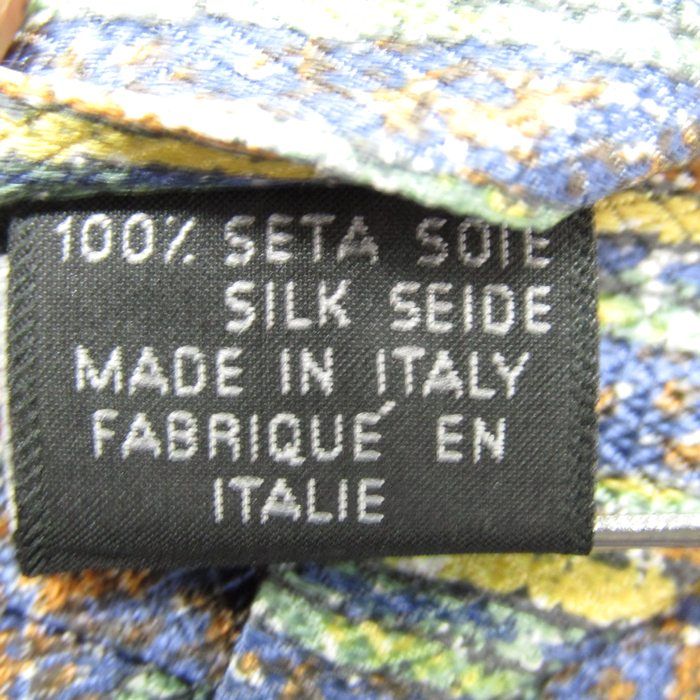 100% SETA SOIE
SILK SEIDE
MADE IN ITALY
FABRIQUÉ EN
ITALIE